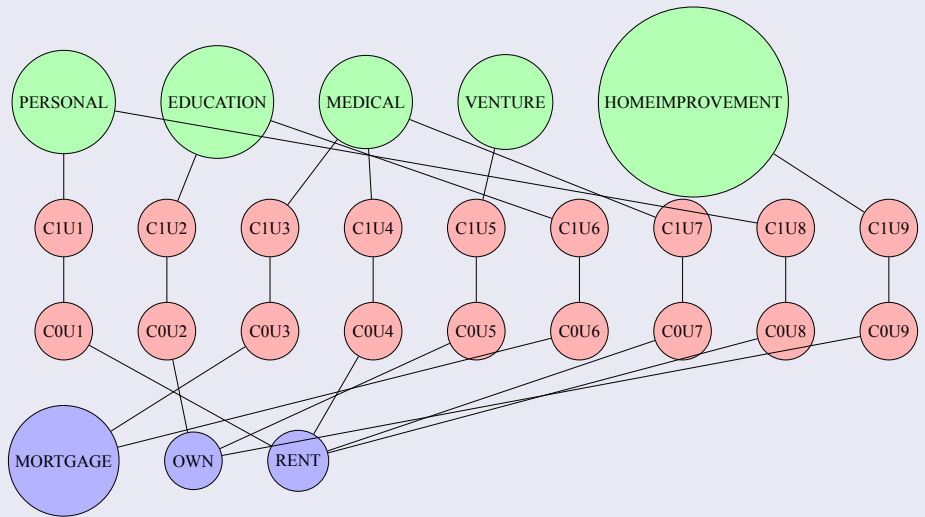 PERSONAL
EDUCATION
MEDICAL
VENTURE
HOMEIMPROVEMENT
C1U1
C1U2
C1U3
C1U4
C1U5
C1U6
C1U7
C1U8
C1U9
C0U1
C0U2
C0U3
C0U4
C0U5
C0U6
C0U7
C0U8
C0U9
MORTGAGE
OWN
RENT